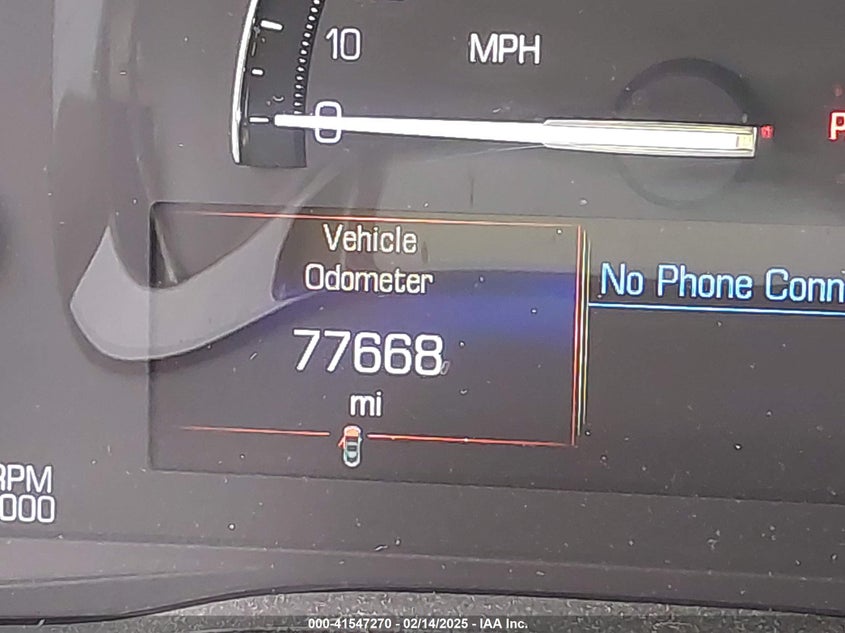 10 MPH
0
P
Vehicle
Odometer
No Phone Conn
77668
mi
RPM
000
000-41547270 - 02/14/2025 - IAA Inc.